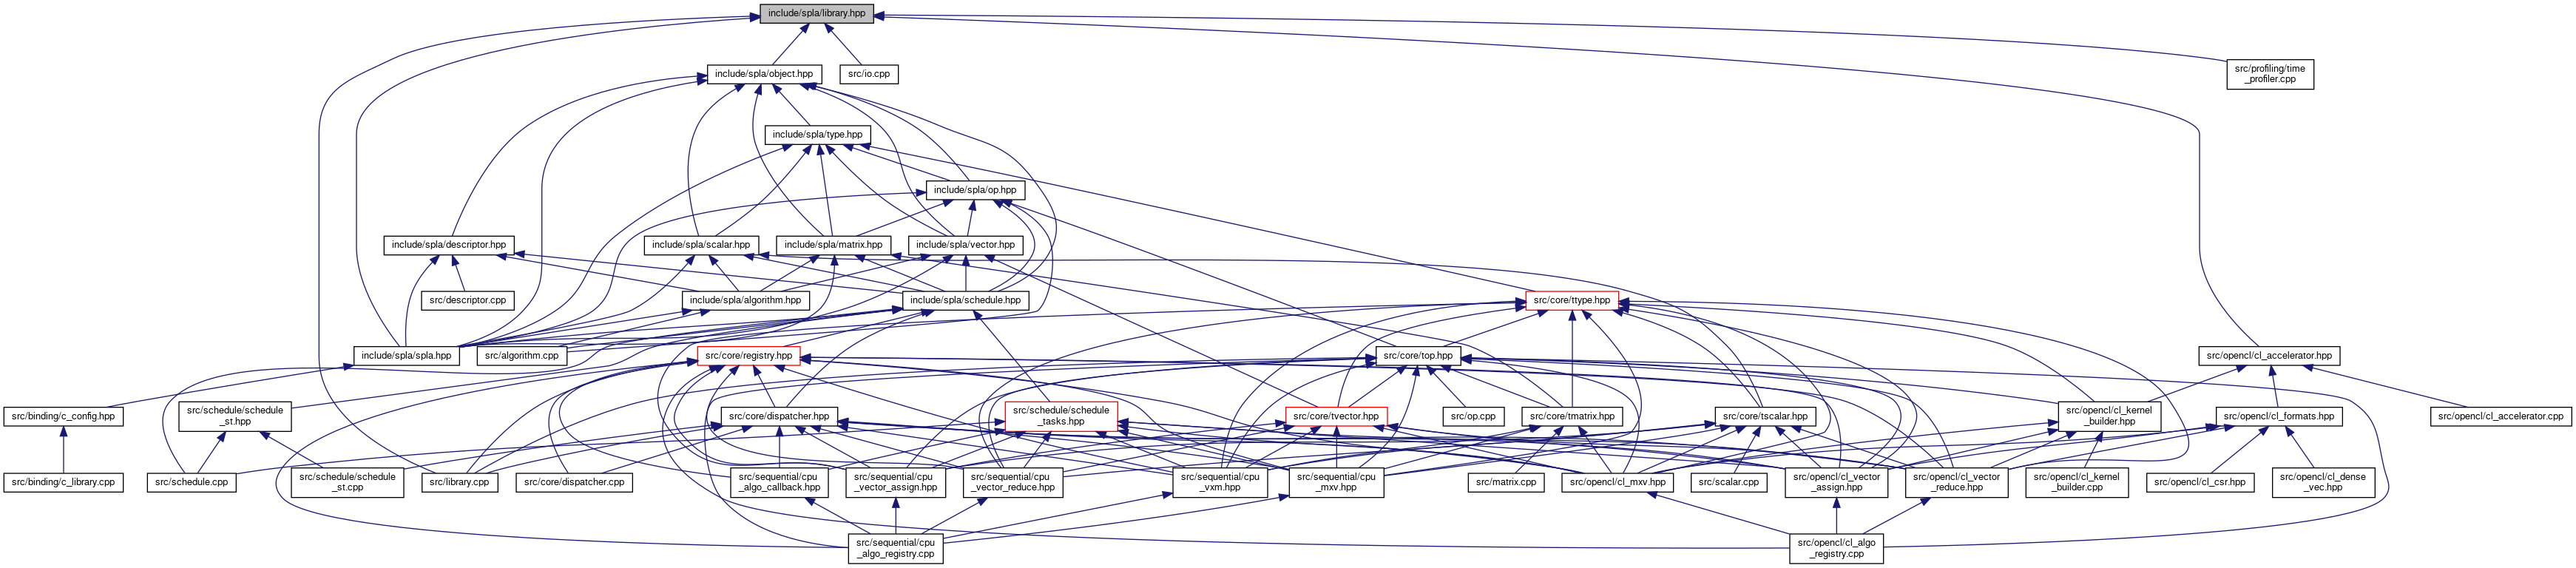 include/spla/library.hpp
include/spla/object.hpp
src/io.cpp
src/profiling/time
_profiler.cpp
include/spla/type.hpp
include/spla/op.hpp
include/spla/descriptor.hpp
include/spla/scalar.hpp
include/spla/matrix.hpp
include/spla/vector.hpp
src/descriptor.cpp
include/spla/algorithm.hpp
include/spla/schedule.hpp
src/core/ttype.hpp
include/spla/spla.hpp
src/algorithm.cpp
src/core/registry.hpp
src/core/top.hpp
src/opencl/cl_accelerator.hpp
src/binding/c_config.hpp
src/schedule/schedule
_st.hpp
src/core/dispatcher.hpp
src/schedule/schedule
_tasks.hpp
src/core/tvector.hpp
src/op.cpp
src/core/tmatrix.hpp
src/core/tscalar.hpp
src/opencl/cl_kernel
_builder.hpp
src/opencl/cl_formats.hpp
src/opencl/cl_accelerator.cpp
src/binding/c_library.cpp
src/schedule.cpp
src/schedule/schedule
_st.cpp
src/library.cpp
src/core/dispatcher.cpp
src/sequential/cpu
_algo_callback.hpp
src/sequential/cpu
_vector_assign.hpp
src/sequential/cpu
_vector_reduce.hpp
src/sequential/cpu
_vxm.hpp
src/sequential/cpu
_mxv.hpp
src/matrix.cpp
src/opencl/cl_mxv.hpp
src/scalar.cpp
src/opencl/cl_vector
_assign.hpp
src/opencl/cl_vector
_reduce.hpp
src/opencl/cl_kernel
_builder.cpp
src/opencl/cl_csr.hpp
src/opencl/cl_dense
_vec.hpp
src/sequential/cpu
_algo_registry.cpp
src/opencl/cl_algo
_registry.cpp